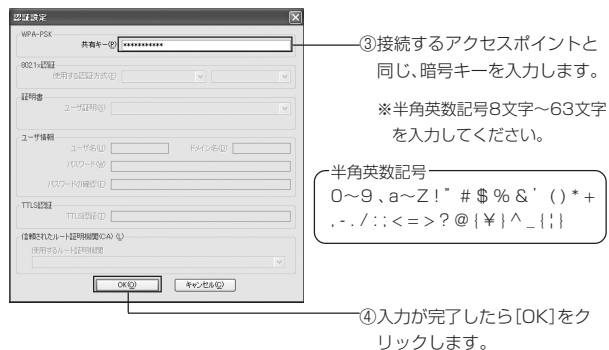 認証設定
WPA-PSK
共有キー(P) ***********
802.1x認証
使用する認証方式(E)
証明書
ユーザ証明(S)
ユーザ情報
ユーザ名(U) ドメイン名(D)
パスワード(W)
パスワードの確認(D)
TTLS認証
TTLS認証(T)
信頼されたルート証明機関(CA) (L)
使用するルート証明機関
OK(O) キャンセル(C)
③接続するアクセスポイントと
同じ、暗号キーを入力します。
※半角英数記号8文字～63文字
を入力してください。
半角英数記号
0～9、a～Z!"#$%&'()*+
,-./:;<=>?@{¥}^_{¦}
④入力が完了したら[OK]をク
リックします。